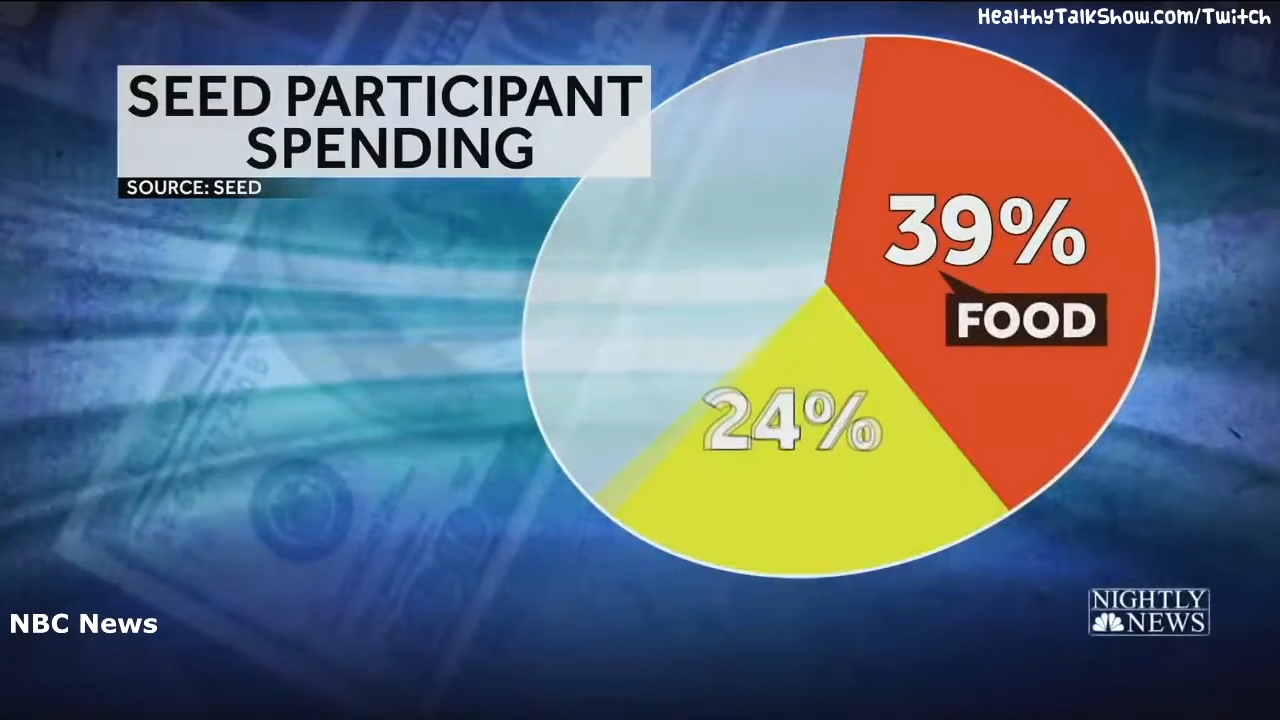 HealthyTalkShow.com/Twitch
SEED PARTICIPANT
SPENDING
SOURCE: SEED
39%
FOOD
24%
NBC News
NIGHTLY
NEWS